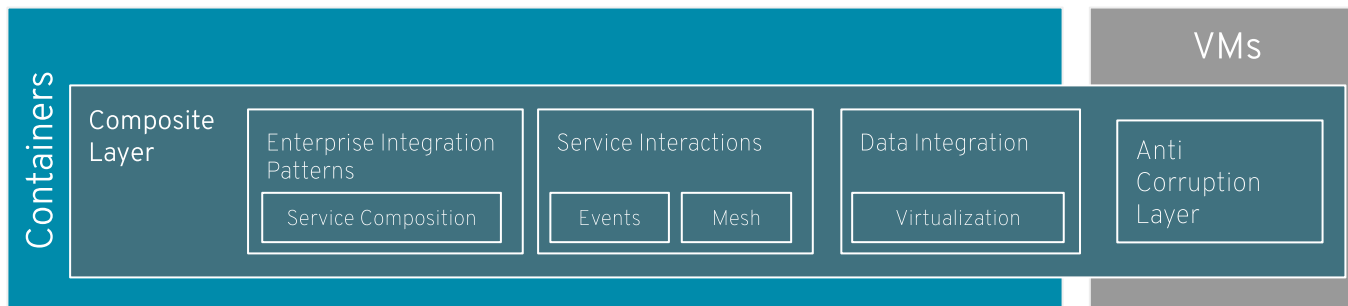 VMs
Containers
Composite
Layer
Enterprise Integration
Patterns
Service Composition
Service Interactions
Events
Mesh
Data Integration
Virtualization
Anti
Corruption
Layer